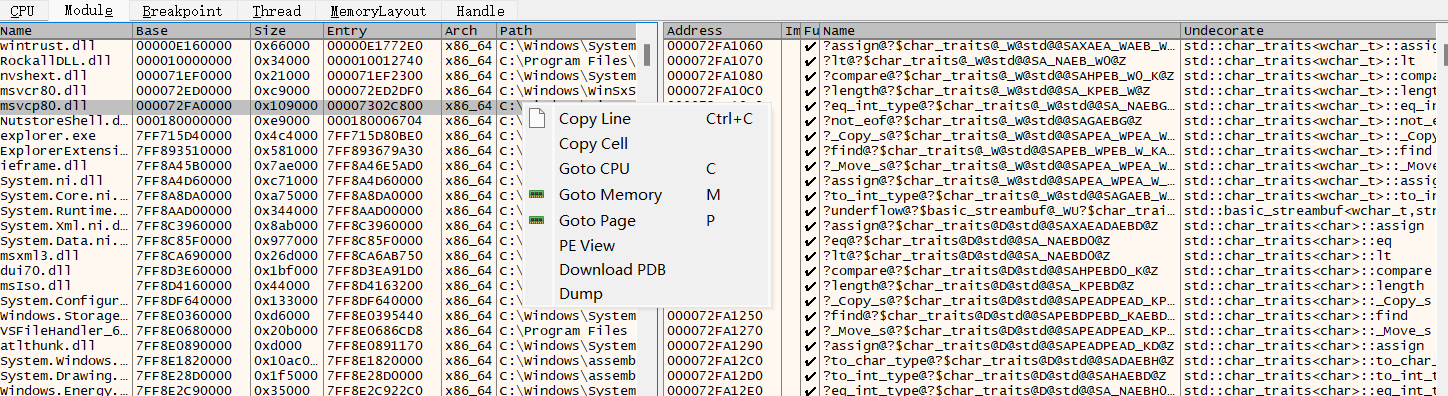 CPU Module Breakpoint Thread MemoryLayout Handle
Name Base Size Entry Arch Path Address Im Fu Name Undecorate
wintrust.dll 00000E160000 0x66000 00000E1772E0 x86_64 C:\Windows\System 000072FA1060 ?assign@?$char_traits@_W@std@@SAXAEA_WAEB_W... std::char_traits<wchar_t>::assig
RockallDLL.dll 000010000000 0x34000 000010012740 x86_64 C:\Program Files\ 000072FA1070 ?lt@?$char_traits@_W@std@@SA_NAEB_W0@Z std::char_traits<wchar_t>::lt
nvshext.dll 000071EF0000 0x21000 000071EF2300 x86_64 C:\Windows\System 000072FA1080 ?compare@?$char_traits@_W@std@@SAHPEB_W0_K@Z std::char_traits<wchar_t>::compa
msvcr80.dll 000072ED0000 0xc9000 000072ED2DF0 x86_64 C:\Windows\WinSxS 000072FA10C0 ?length@?$char_traits@_W@std@@SA_KPEB_W@Z std::char_traits<wchar_t>::lengt
msvcp80.dll 000072FA0000 0x109000 00007302C800 x86_64 C:\ ?eq_int_type@?$char_traits@_W@std@@SA_NAEBG... std::char_traits<wchar_t>::eq_int
NutstoreShell.d... 000180000000 0xe9000 000180006704 x86_64 C:\ Copy Line Ctrl+C ?not_eof@?$char_traits@_W@std@@SAGAEBG@Z std::char_traits<wchar_t>::not_eo
explorer.exe 7FF715D40000 0x4c4000 7FF715D80BE0 x86_64 C:\ ?_Copy_s@?$char_traits@_W@std@@SAPEA_WPEA_W... std::char_traits<wchar_t>::_Copy
ExplorerExtensi... 7FF893510000 0x581000 7FF893679A30 x86_64 C:\ Copy Cell ?find@?$char_traits@_W@std@@SAPEB_WPEB_W_KA... std::char_traits<wchar_t>::find
ieframe.dll 7FF8A45B0000 0x7ae000 7FF8A46E5AD0 x86_64 C:\ Goto CPU C ?_Move_s@?$char_traits@_W@std@@SAPEA_WPEA_W... std::char_traits<wchar_t>::_Move
System.ni.dll 7FF8A4D60000 0xc71000 7FF8A4D60000 x86_64 C:\ ?assign@?$char_traits@_W@std@@SAPEA_WPEA_W_... std::char_traits<wchar_t>::assig
System.Core.ni.... 7FF8A8DA0000 0xa75000 7FF8A8DA0000 x86_64 C:\ Goto Memory M ?to_int_type@?$char_traits@_W@std@@SAGAEB_W... std::char_traits<wchar_t>::to_int
System.Runtime.... 7FF8AAD00000 0x344000 7FF8AAD00000 x86_64 C:\ ?underflow@?$basic_streambuf@_WU?$char_trai... std::basic_streambuf<wchar_t,str
System.Xml.ni.d... 7FF8C3960000 0x8ab000 7FF8C3960000 x86_64 C:\ Goto Page P ?assign@?$char_traits@D@std@@SAXAEADAEBD@Z std::char_traits<char>::assign
System.Data.ni.... 7FF8C85F0000 0x977000 7FF8C85F0000 x86_64 C:\ PE View ?eq@?$char_traits@D@std@@SA_NAEBD0@Z std::char_traits<char>::eq
msxml3.dll 7FF8CA690000 0x26d000 7FF8CA6AB750 x86_64 C:\ ?lt@?$char_traits@D@std@@SA_NAEBD0@Z std::char_traits<char>::lt
dui70.dll 7FF8D3E60000 0x1bf000 7FF8D3EA91D0 x86_64 C:\ Download PDB ?compare@?$char_traits@D@std@@SAHPEBD0_K@Z std::char_traits<char>::compare
msIso.dll 7FF8D4160000 0x44000 7FF8D4163200 x86_64 C:\ ?length@?$char_traits@D@std@@SA_KPEBD@Z std::char_traits<char>::length
System.Configur... 7FF8DF640000 0x133000 7FF8DF640000 x86_64 C:\ Dump ?_Copy_s@?$char_traits@D@std@@SAPEADPEAD_KP... std::char_traits<char>::_Copy_s
Windows.Storage... 7FF8E0360000 0xd6000 7FF8E0395440 x86_64 C:\Windows\System 000072FA1250 ?find@?$char_traits@D@std@@SAPEBDPEBD_KAEBD... std::char_traits<char>::find
VSFileHandler_6... 7FF8E0680000 0x20b000 7FF8E0686CD8 x86_64 C:\Program Files 000072FA1270 ?_Move_s@?$char_traits@D@std@@SAPEADPEAD_KP... std::char_traits<char>::_Move_s
atlthunk.dll 7FF8E0890000 0xd000 7FF8E0891170 x86_64 C:\Windows\System 000072FA1290 ?assign@?$char_traits@D@std@@SAPEADPEAD_KD@Z std::char_traits<char>::assign
System.Windows.... 7FF8E1820000 0x10ac0... 7FF8E1820000 x86_64 C:\Windows\assemb 000072FA12C0 ?to_char_type@?$char_traits@D@std@@SADAEBH@Z std::char_traits<char>::to_char_
System.Drawing.... 7FF8E28D0000 0x1f5000 7FF8E28D0000 x86_64 C:\Windows\assemb 000072FA12D0 ?to_int_type@?$char_traits@D@std@@SAHAEBD@Z std::char_traits<char>::to_int_t
Windows.Energy.... 7FF8E2C90000 0x35000 7FF8E2C922C0 x86_64 C:\Windows\System 000072FA12E0 ?eq_int_type@?$char_traits@D@std@@SA_NAEBH0... std::char_traits<char>::eq_int_t